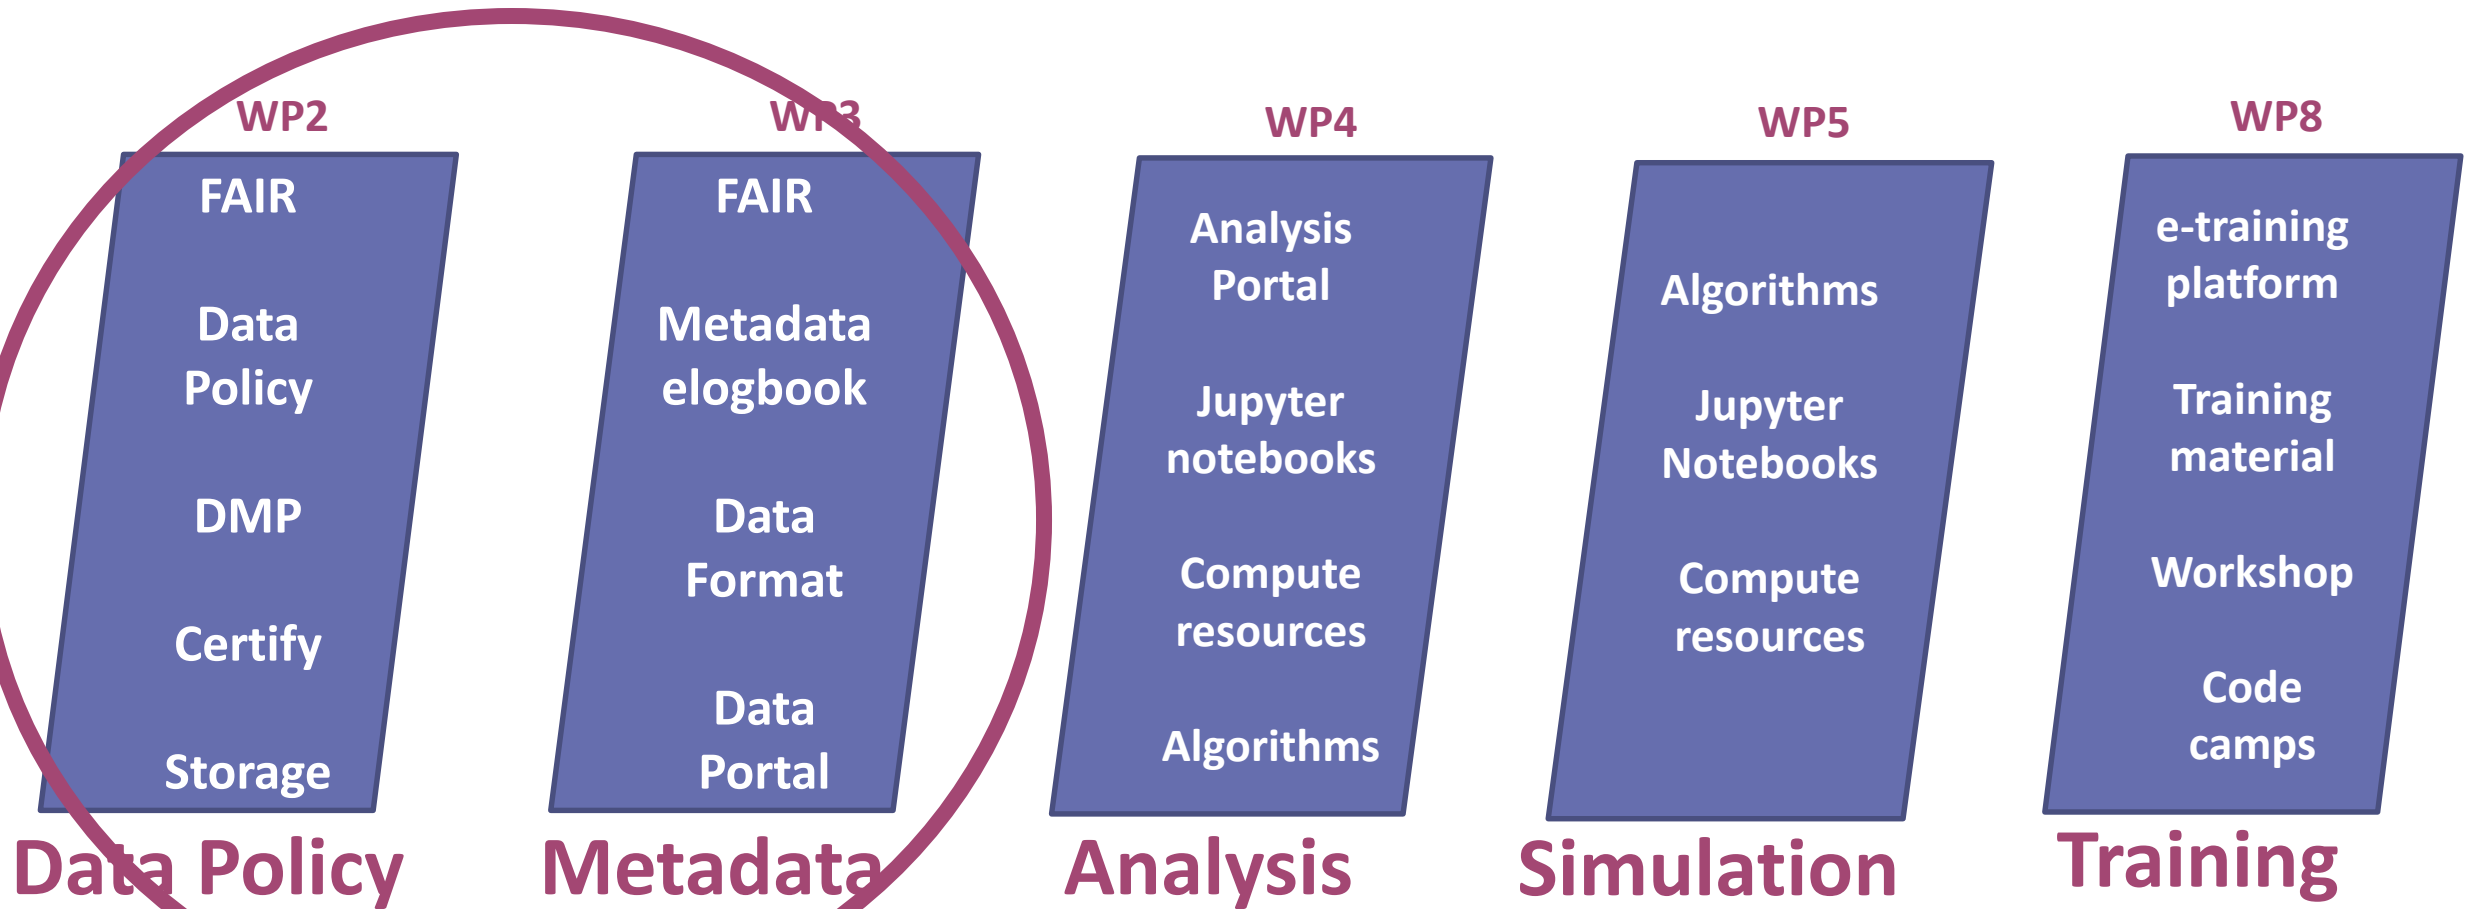 WP2
FAIR
Data
Policy
DMP
Certify
Storage
Data Policy
WP3
FAIR
Metadata
elogbook
Data
Format
Data
Portal
Metadata
WP4
Analysis
Portal
Jupyter
notebooks
Compute
resources
Algorithms
Analysis
WP5
Algorithms
Jupyter
Notebooks
Compute
resources
Simulation
WP8
e-training
platform
Training
material
Workshop
Code
camps
Training